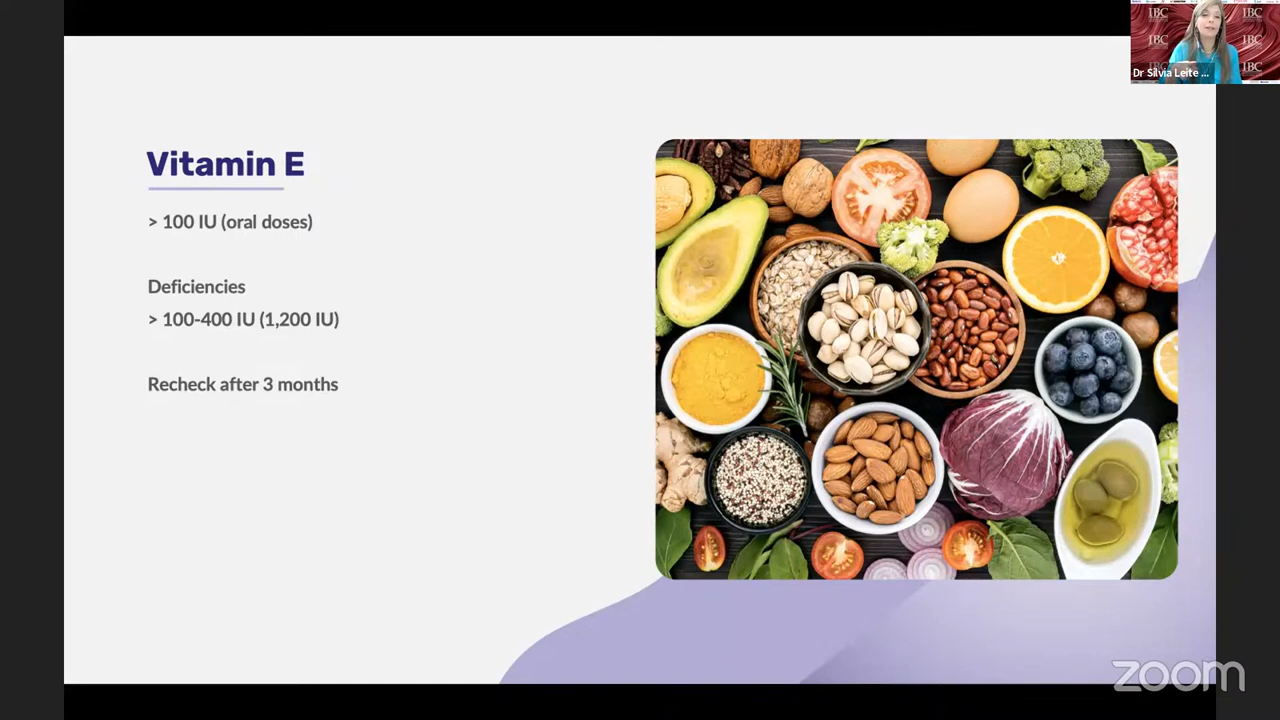 IBC
IBC
IBC
IBC
IBC
Dr Silvia Leite ...
Vitamin E
> 100 IU (oral doses)
Deficiencies
> 100-400 IU (1,200 IU)
Recheck after 3 months
zoom